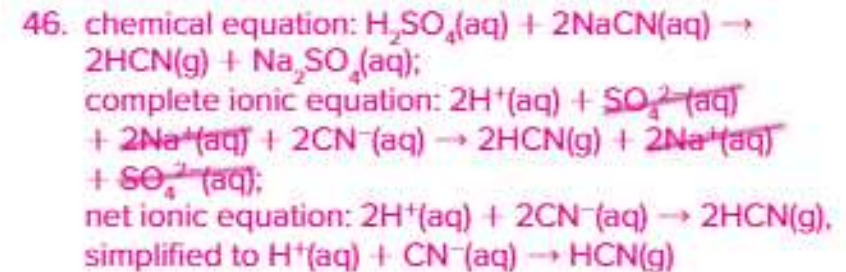 46. chemical equation: H₂SO₄(aq) + 2NaCN(aq) →
2HCN(g) + Na₂SO₄(aq);
complete ionic equation: 2H⁺(aq) + SO₄²⁻(aq)
+ 2Na⁺(aq) + 2CN⁻(aq) → 2HCN(g) + 2Na⁺(aq)
+ SO₄²⁻(aq);
net ionic equation: 2H⁺(aq) + 2CN⁻(aq) → 2HCN(g),
simplified to H⁺(aq) + CN⁻(aq) → HCN(g)